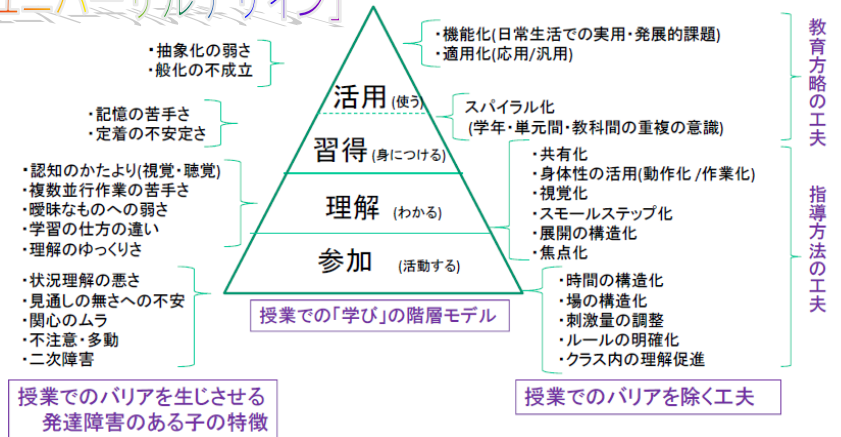 ユニバーサルデザイン」
・抽象化の弱さ
・般化の不成立
・記憶の苦手さ
・定着の不安定さ
・認知のかたより(視覚・聴覚)
・複数並行作業の苦手さ
・曖昧なものへの弱さ
・学習の仕方の違い
・理解のゆっくりさ
・状況理解の悪さ
・見通しの無さへの不安
・関心のムラ
・不注意・多動
・二次障害
授業でのバリアを生じさせる
発達障害のある子の特徴
活用 (使う)
習得 (身につける)
理解 (わかる)
参加 (活動する)
授業での「学び」の階層モデル
・機能化(日常生活での実用・発展的課題)
・適用化(応用/汎用)
スパイラル化
(学年・単元間・教科間の重複の意識)
・共有化
・身体性の活用(動作化/作業化)
・視覚化
・スモールステップ化
・展開の構造化
・焦点化
・時間の構造化
・場の構造化
・刺激量の調整
・ルールの明確化
・クラス内の理解促進
授業でのバリアを除く工夫
教育方略の工夫
指導方法の工夫